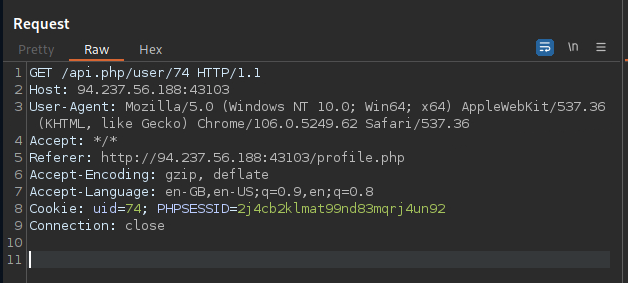 Request
Pretty Raw Hex \n
1 GET /api.php/user/74 HTTP/1.1
2 Host: 94.237.56.188:43103
3 User-Agent: Mozilla/5.0 (Windows NT 10.0; Win64; x64) AppleWebKit/537.36
(KHTML, like Gecko) Chrome/106.0.5249.62 Safari/537.36
4 Accept: */*
5 Referer: http://94.237.56.188:43103/profile.php
6 Accept-Encoding: gzip, deflate
7 Accept-Language: en-GB,en-US;q=0.9,en;q=0.8
8 Cookie: uid=74; PHPSESSID=2j4cb2klmat99nd83mqrj4un92
9 Connection: close
10
11